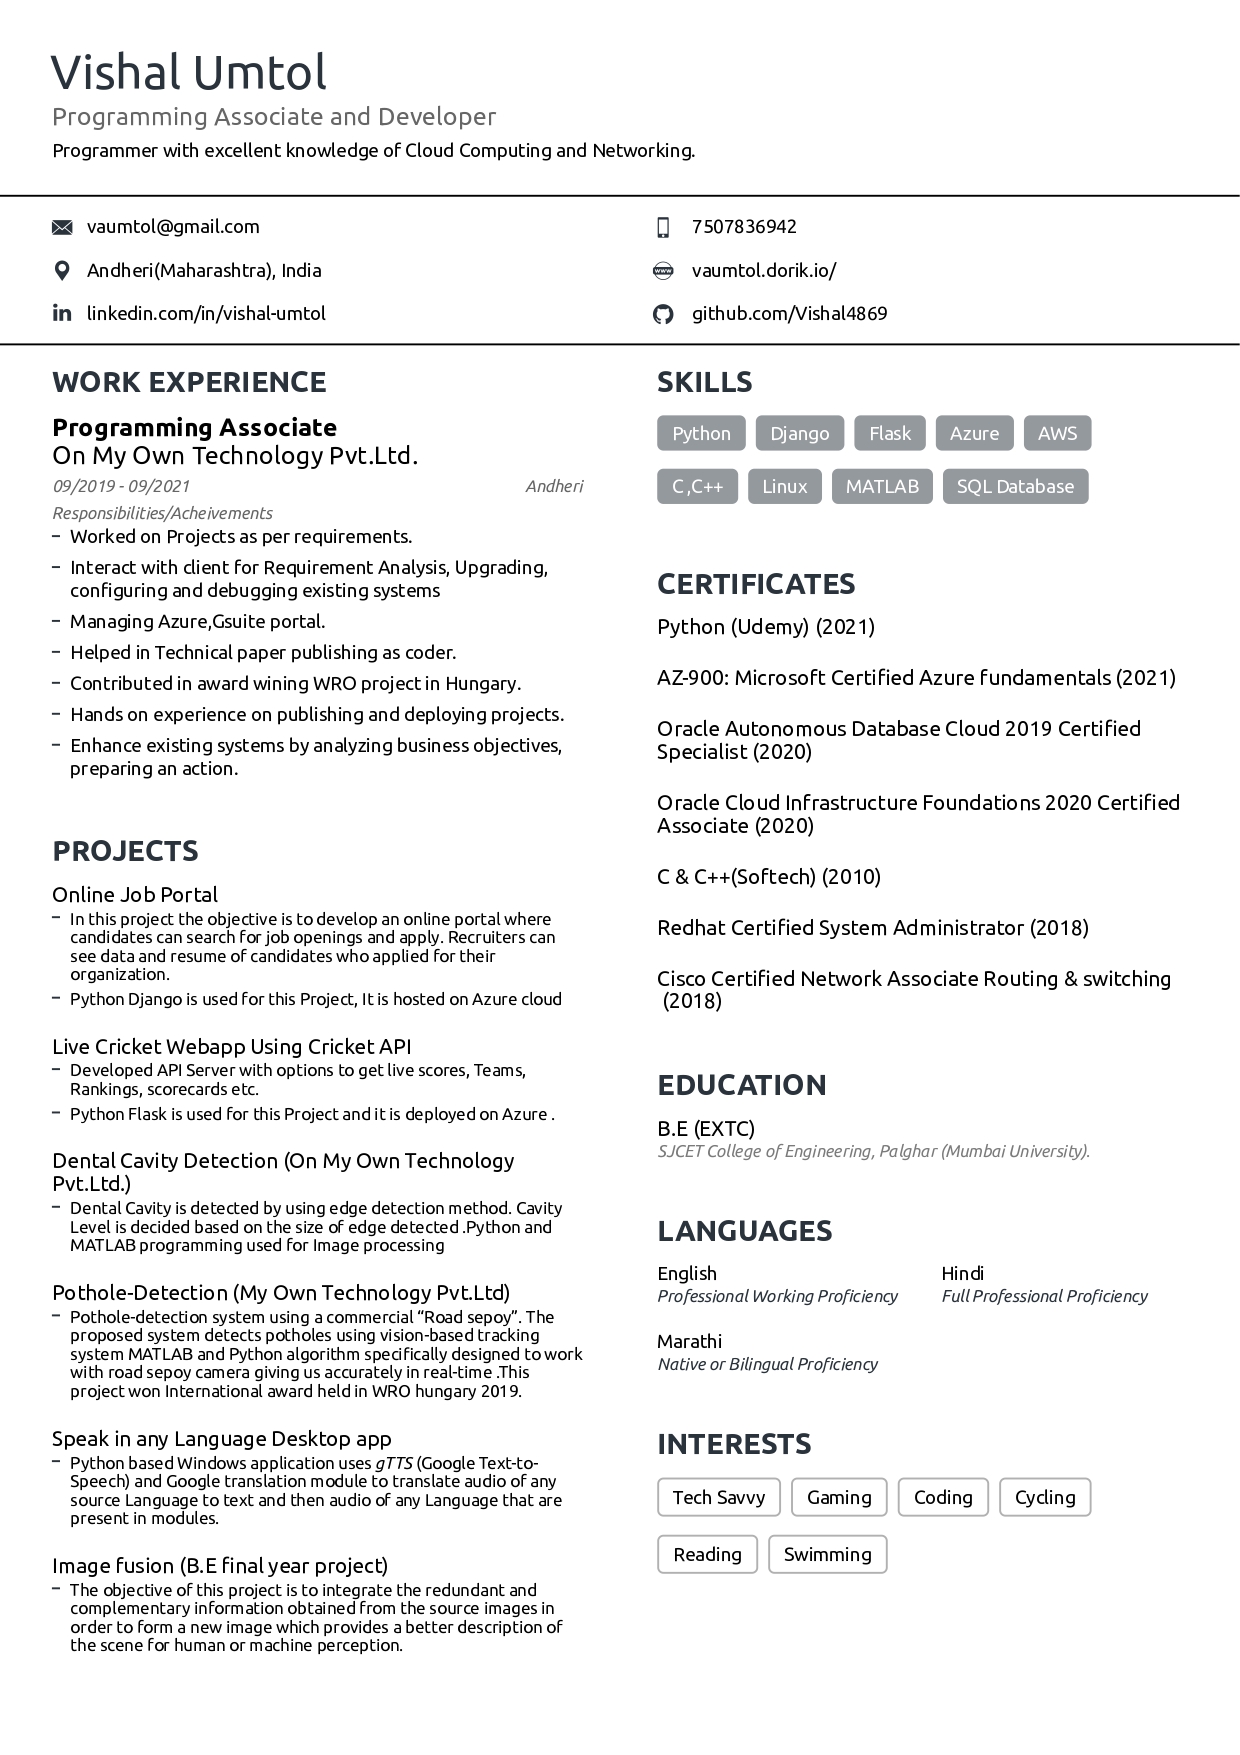 Vishal Umtol
Programming Associate and Developer
Programmer with excellent knowledge of Cloud Computing and Networking.
vaumtol@gmail.com
7507836942
Andheri(Maharashtra), India
vaumtol.dorik.io/
linkedin.com/in/vishal-umtol
github.com/Vishal4869
WORK EXPERIENCE
Programming Associate
On My Own Technology Pvt.Ltd.
09/2019 - 09/2021 Andheri
Responsibilities/Acheivements
– Worked on Projects as per requirements.
– Interact with client for Requirement Analysis, Upgrading,
configuring and debugging existing systems
– Managing Azure,Gsuite portal.
– Helped in Technical paper publishing as coder.
– Contributed in award wining WRO project in Hungary.
– Hands on experience on publishing and deploying projects.
– Enhance existing systems by analyzing business objectives,
preparing an action.
PROJECTS
Online Job Portal
– In this project the objective is to develop an online portal where
candidates can search for job openings and apply. Recruiters can
see data and resume of candidates who applied for their
organization.
– Python Django is used for this Project, It is hosted on Azure cloud
Live Cricket Webapp Using Cricket API
– Developed API Server with options to get live scores, Teams,
Rankings, scorecards etc.
– Python Flask is used for this Project and it is deployed on Azure .
Dental Cavity Detection (On My Own Technology
Pvt.Ltd.)
– Dental Cavity is detected by using edge detection method. Cavity
Level is decided based on the size of edge detected .Python and
MATLAB programming used for Image processing
Pothole-Detection (My Own Technology Pvt.Ltd)
– Pothole-detection system using a commercial “Road sepoy”. The
proposed system detects potholes using vision-based tracking
system MATLAB and Python algorithm specifically designed to work
with road sepoy camera giving us accurately in real-time .This
project won International award held in WRO hungary 2019.
Speak in any Language Desktop app
– Python based Windows application uses gTTS (Google Text-to-
Speech) and Google translation module to translate audio of any
source Language to text and then audio of any Language that are
present in modules.
Image fusion (B.E final year project)
– The objective of this project is to integrate the redundant and
complementary information obtained from the source images in
order to form a new image which provides a better description of
the scene for human or machine perception.
SKILLS
Python Django Flask Azure AWS
C ,C++ Linux MATLAB SQL Database
CERTIFICATES
Python (Udemy) (2021)
AZ-900: Microsoft Certified Azure fundamentals (2021)
Oracle Autonomous Database Cloud 2019 Certified
Specialist (2020)
Oracle Cloud Infrastructure Foundations 2020 Certified
Associate (2020)
C & C++(Softech) (2010)
Redhat Certified System Administrator (2018)
Cisco Certified Network Associate Routing & switching
(2018)
EDUCATION
B.E (EXTC)
SJCET College of Engineering, Palghar (Mumbai University).
LANGUAGES
English Hindi
Professional Working Proficiency Full Professional Proficiency
Marathi
Native or Bilingual Proficiency
INTERESTS
Tech Savvy Gaming Coding Cycling
Reading Swimming